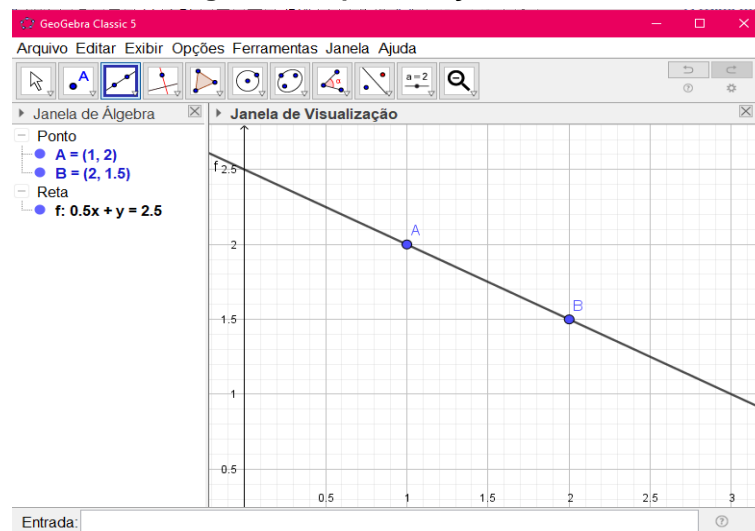 GeoGebra Classic 5
Arquivo Editar Exibir Opções Ferramentas Janela Ajuda
A
α
a=2
Janela de Álgebra
Janela de Visualização
Ponto
A = (1, 2)
B = (2, 1.5)
Reta
f: 0.5x + y = 2.5
f
2.5
A
2
B
1.5
1
0.5
0.5 1 1.5 2 2.5 3
Entrada: